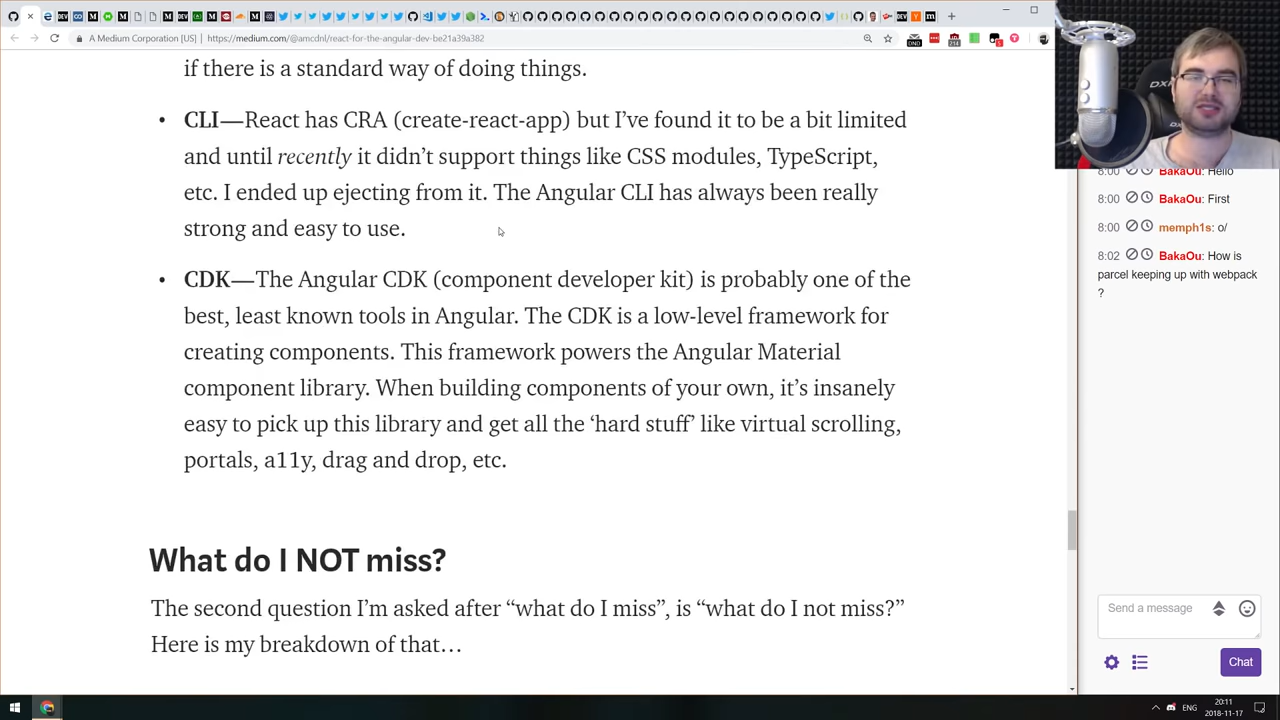 A Medium Corporation [US] | https://medium.com/@amcdnl/react-for-the-angular-dev-be21a39a382
if there is a standard way of doing things.
• CLI—React has CRA (create-react-app) but I’ve found it to be a bit limited
and until recently it didn’t support things like CSS modules, TypeScript,
etc. I ended up ejecting from it. The Angular CLI has always been really
strong and easy to use.
• CDK—The Angular CDK (component developer kit) is probably one of the
best, least known tools in Angular. The CDK is a low-level framework for
creating components. This framework powers the Angular Material
component library. When building components of your own, it’s insanely
easy to pick up this library and get all the ‘hard stuff’ like virtual scrolling,
portals, a11y, drag and drop, etc.
What do I NOT miss?
The second question I’m asked after “what do I miss”, is “what do I not miss?”
Here is my breakdown of that…
8:00 BakaOu: Hello
8:00 BakaOu: First
8:00 memph1s: o/
8:02 BakaOu: How is
parcel keeping up with webpack
?
Send a message
Chat
ENG
20:11
2018-11-17